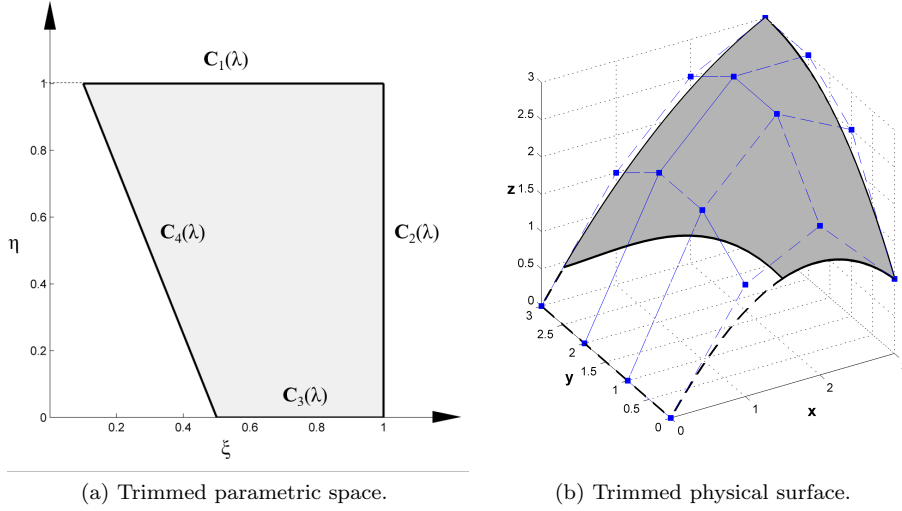 C₁(λ)
1
0.8
0.6
0.4
0.2
0
η
C₄(λ)
C₂(λ)
C₃(λ)
0.2
0.4
0.6
0.8
1
ξ
(a) Trimmed parametric space.
3
2.5
2
z 1.5
1
0.5
0
3
2.5
2
1.5
1
0.5
0
y
0
1
2
x
(b) Trimmed physical surface.